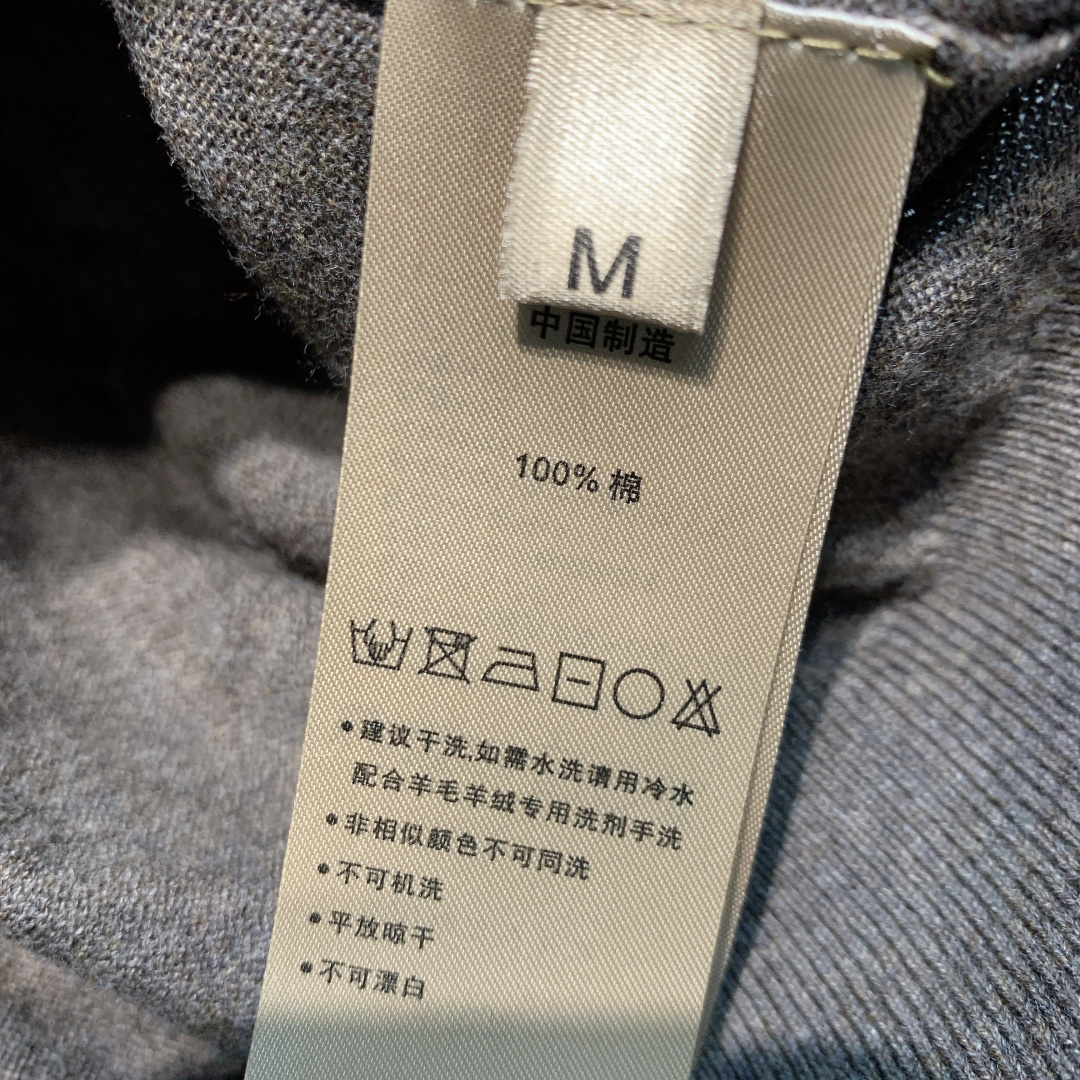 M
中国制造
100% 棉
•建议干洗,如需水洗请用冷水
配合羊毛羊绒专用洗剂手洗
•非相似颜色不可同洗
•不可机洗
•平放晾干
•不可漂白